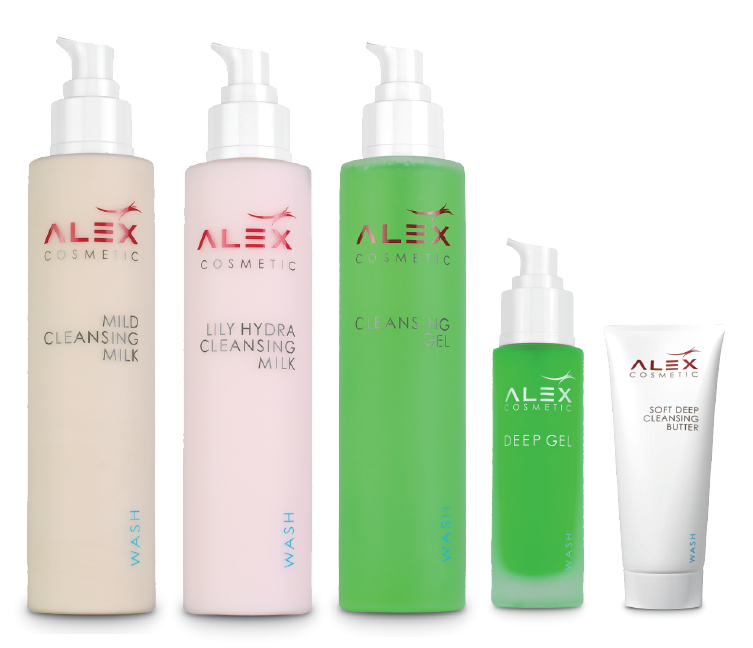 ALEX
COSMETIC
MILD
CLEANSING
MILK
WASH
ALEX
COSMETIC
LILY HYDRA
CLEANSING
MILK
WASH
ALEX
COSMETIC
CLEANSING
GEL
WASH
ALEX
COSMETIC
DEEP GEL
WASH
ALEX
COSMETIC
SOFT DEEP
CLEANSING
BUTTER
WASH